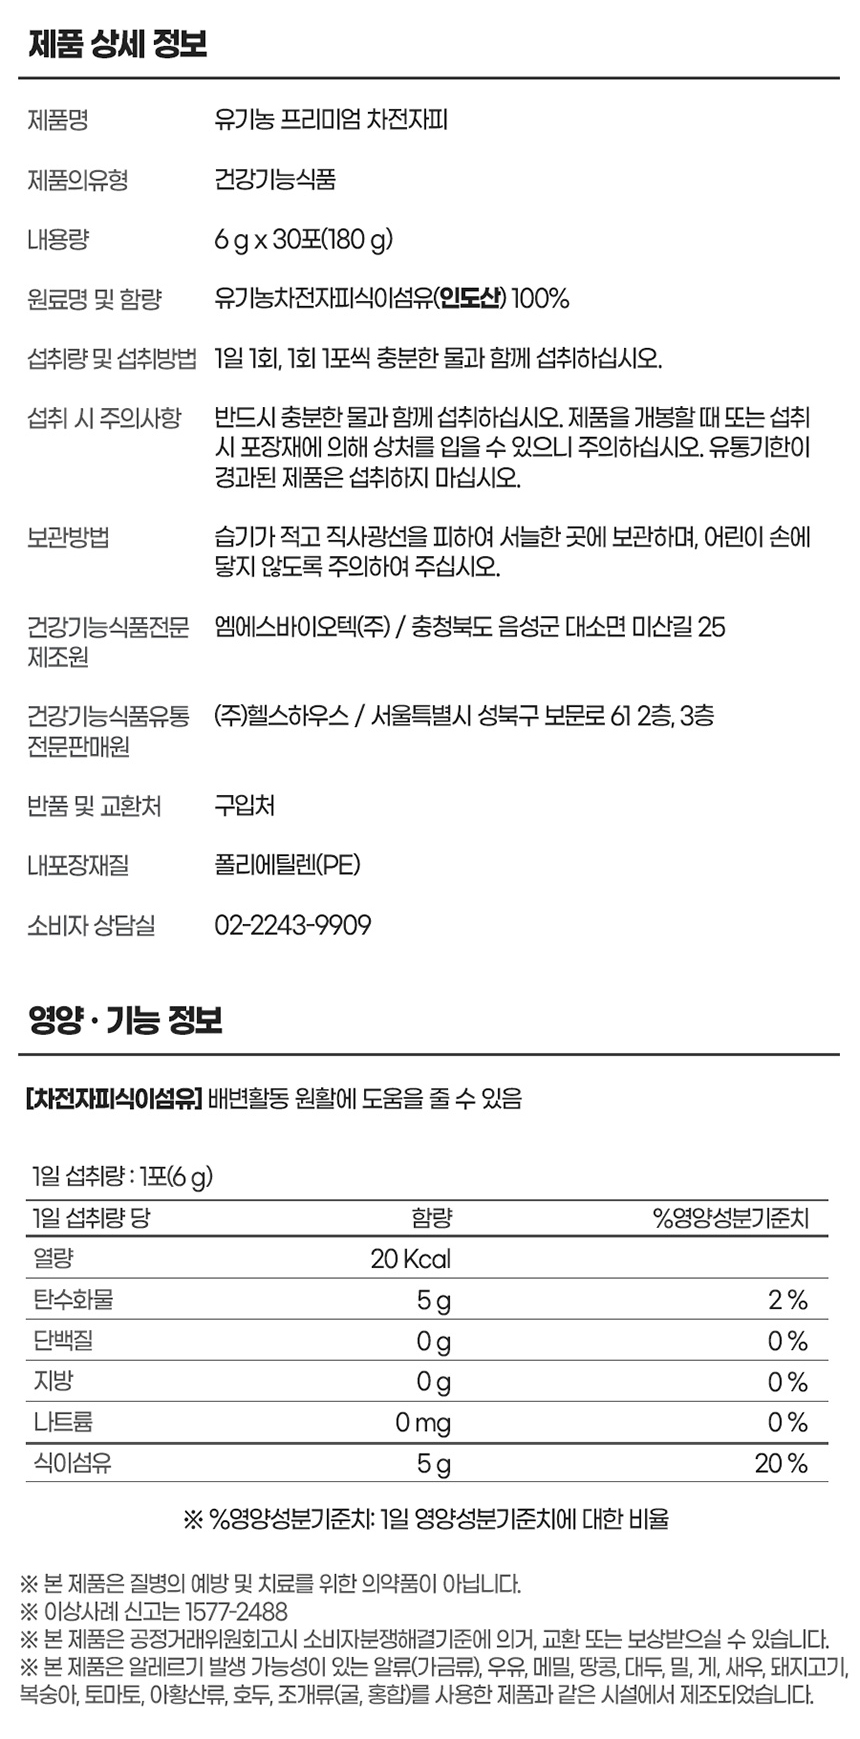 제품 상세 정보
제품명 유기농 프리미엄 차전자피
제품의유형 건강기능식품
내용량 6 g x 30포(180 g)
원료명 및 함량 유기농차전자피식이섬유(인도산) 100%
섭취량 및 섭취방법 1일 1회, 1회 1포씩 충분한 물과 함께 섭취하십시오.
섭취 시 주의사항 반드시 충분한 물과 함께 섭취하십시오. 제품을 개봉할 때 또는 섭취
시 포장재에 의해 상처를 입을 수 있으니 주의하십시오. 유통기한이
경과된 제품은 섭취하지 마십시오.
보관방법 습기가 적고 직사광선을 피하여 서늘한 곳에 보관하며, 어린이 손에
닿지 않도록 주의하여 주십시오.
건강기능식품전문 엠에스바이오텍(주) / 충청북도 음성군 대소면 미산길 25
제조원
건강기능식품유통 (주)헬스하우스 / 서울특별시 성북구 보문로 61 2층, 3층
전문판매원
반품 및 교환처 구입처
내포장재질 폴리에틸렌(PE)
소비자 상담실 02-2243-9909
영양 · 기능 정보
[차전자피식이섬유] 배변활동 원활에 도움을 줄 수 있음
1일 섭취량 : 1포(6 g)
1일 섭취량 당 함량 %영양성분기준치
열량 20 Kcal
탄수화물 5 g 2 %
단백질 0 g 0 %
지방 0 g 0 %
나트륨 0 mg 0 %
식이섬유 5 g 20 %
※ %영양성분기준치: 1일 영양성분기준치에 대한 비율
※ 본 제품은 질병의 예방 및 치료를 위한 의약품이 아닙니다.
※ 이상사례 신고는 1577-2488
※ 본 제품은 공정거래위원회고시 소비자분쟁해결기준에 의거, 교환 또는 보상받으실 수 있습니다.
※ 본 제품은 알레르기 발생 가능성이 있는 알류(가금류), 우유, 메밀, 땅콩, 대두, 밀, 게, 새우, 돼지고기,
복숭아, 토마토, 아황산류, 호두, 조개류(굴, 홍합)를 사용한 제품과 같은 시설에서 제조되었습니다.